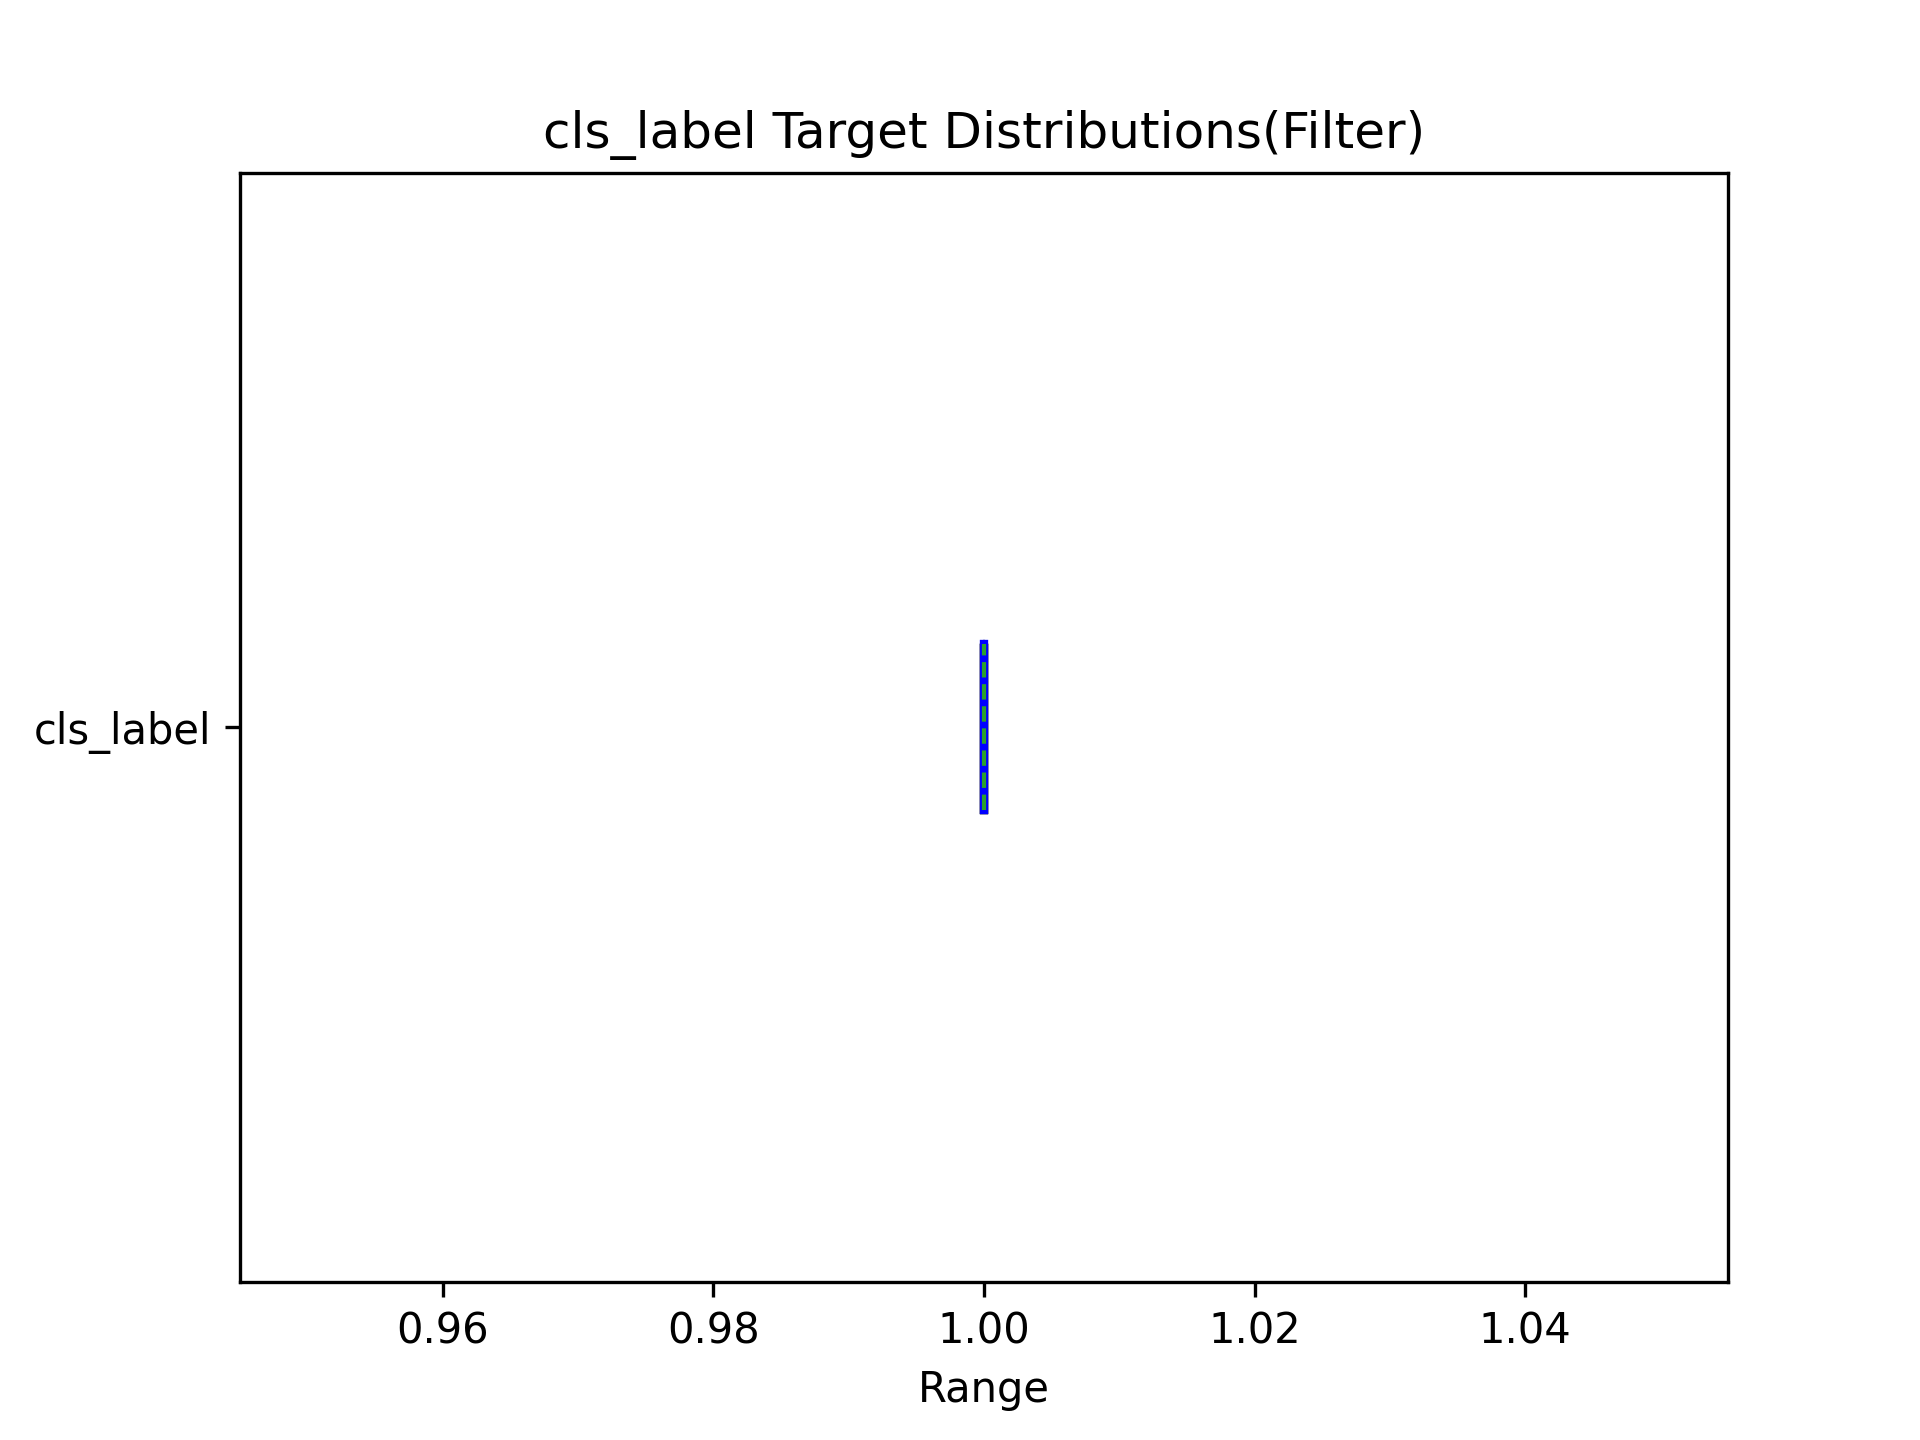 cls_label Target Distributions(Filter)
cls_label
0.96 0.98 1.00 1.02 1.04
Range